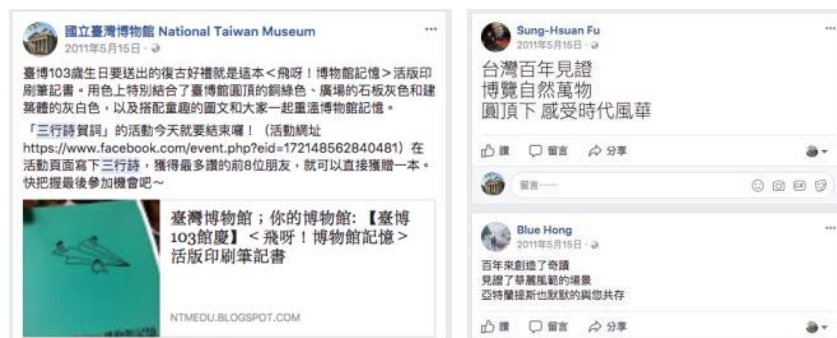 國立臺灣博物館 National Taiwan Museum
2011年5月15日
臺博103歲生日要送出的復古好禮就是這本<飛呀！博物館記憶>活版印
刷筆記書。用色上特別結合了臺博館圓頂的銅綠色、廣場的石板灰色和建
築體的灰白色，以及搭配童趣的圖文和大家一起重溫博物館記憶。
「三行詩賀詞」的活動今天就要結束囉！（活動網址
https://www.facebook.com/event.php?eid=172148562840481）在
活動頁面寫下三行詩，獲得最多讚的前8位朋友，就可以直接獲贈一本。
快把握最後參加機會吧～
臺灣博物館；你的博物館:【臺博
103館慶】<飛呀！博物館記憶>
活版印刷筆記書
NTMEDU.BLOGSPOT.COM
Sung-Hsuan Fu
2011年5月15日
台灣百年見證
博覽自然萬物
圓頂下 感受時代風華
讚 留言 分享
留言……
GIF
Blue Hong
2011年5月15日
百年來創造了奇蹟
見證了華麗風範的場景
亞特蘭提斯也默默的與您共存
讚 留言 分享